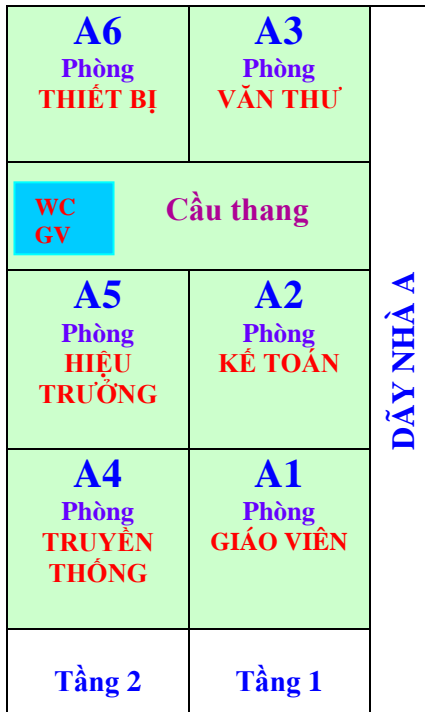 A6
Phòng
THIẾT BỊ
A3
Phòng
VĂN THƯ
WC
GV
Cầu thang
A5
Phòng
HIỆU
TRƯỞNG
A2
Phòng
KẾ TOÁN
A4
Phòng
TRUYỀN
THỐNG
A1
Phòng
GIÁO VIÊN
Tầng 2
Tầng 1
DÃY NHÀ A